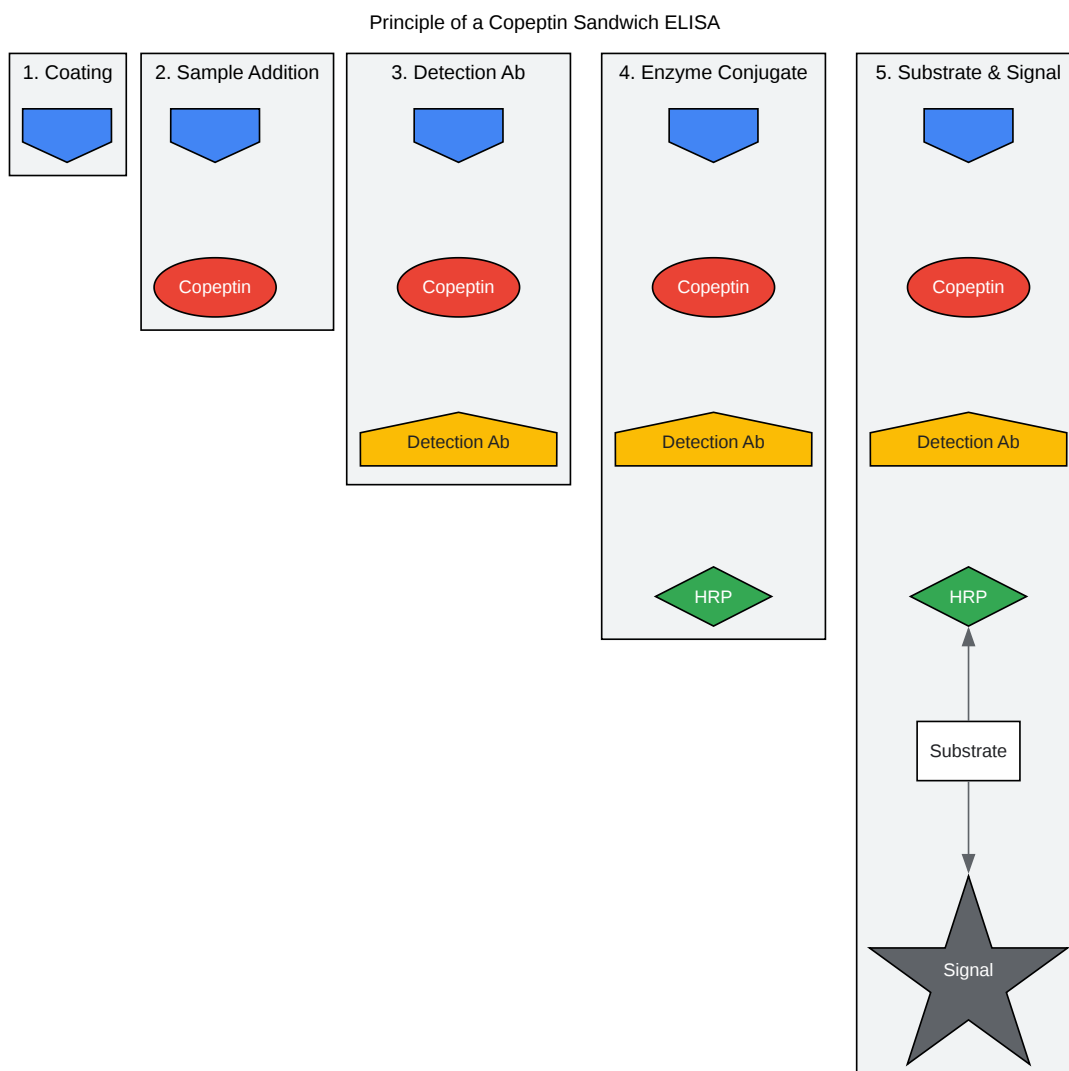 Principle of a Copeptin Sandwich ELISA
1. Coating
2. Sample Addition
3. Detection Ab
4. Enzyme Conjugate
5. Substrate & Signal
Copeptin
Copeptin
Copeptin
Copeptin
Detection Ab
Detection Ab
Detection Ab
HRP
HRP
Substrate
Signal